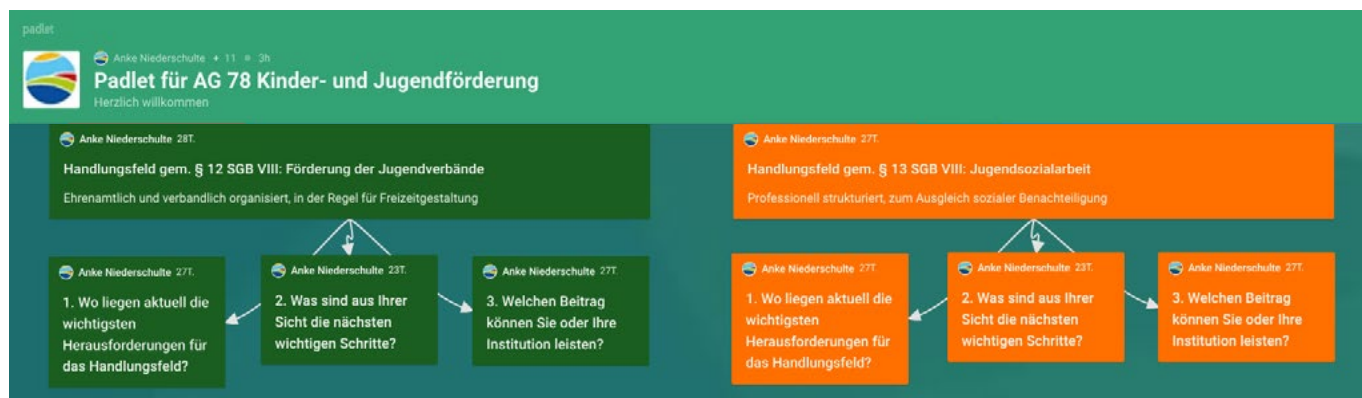 padlet
Anke Niederschulte + 11 3h
Padlet für AG 78 Kinder- und Jugendförderung
Herzlich willkommen
Anke Niederschulte 28T.
Handlungsfeld gem. § 12 SGB VIII: Förderung der Jugendverbände
Ehrenamtlich und verbandlich organisiert, in der Regel für Freizeitgestaltung
Anke Niederschulte 27T.
1. Wo liegen aktuell die
wichtigsten
Herausforderungen für
das Handlungsfeld?
Anke Niederschulte 23T.
2. Was sind aus Ihrer
Sicht die nächsten
wichtigen Schritte?
Anke Niederschulte 27T.
3. Welchen Beitrag
können Sie oder Ihre
Institution leisten?
Anke Niederschulte 27T.
Handlungsfeld gem. § 13 SGB VIII: Jugendsozialarbeit
Professionell strukturiert, zum Ausgleich sozialer Benachteiligung
Anke Niederschulte 27T.
1. Wo liegen aktuell die
wichtigsten
Herausforderungen für
das Handlungsfeld?
Anke Niederschulte 23T.
2. Was sind aus Ihrer
Sicht die nächsten
wichtigen Schritte?
Anke Niederschulte 27T.
3. Welchen Beitrag
können Sie oder Ihre
Institution leisten?